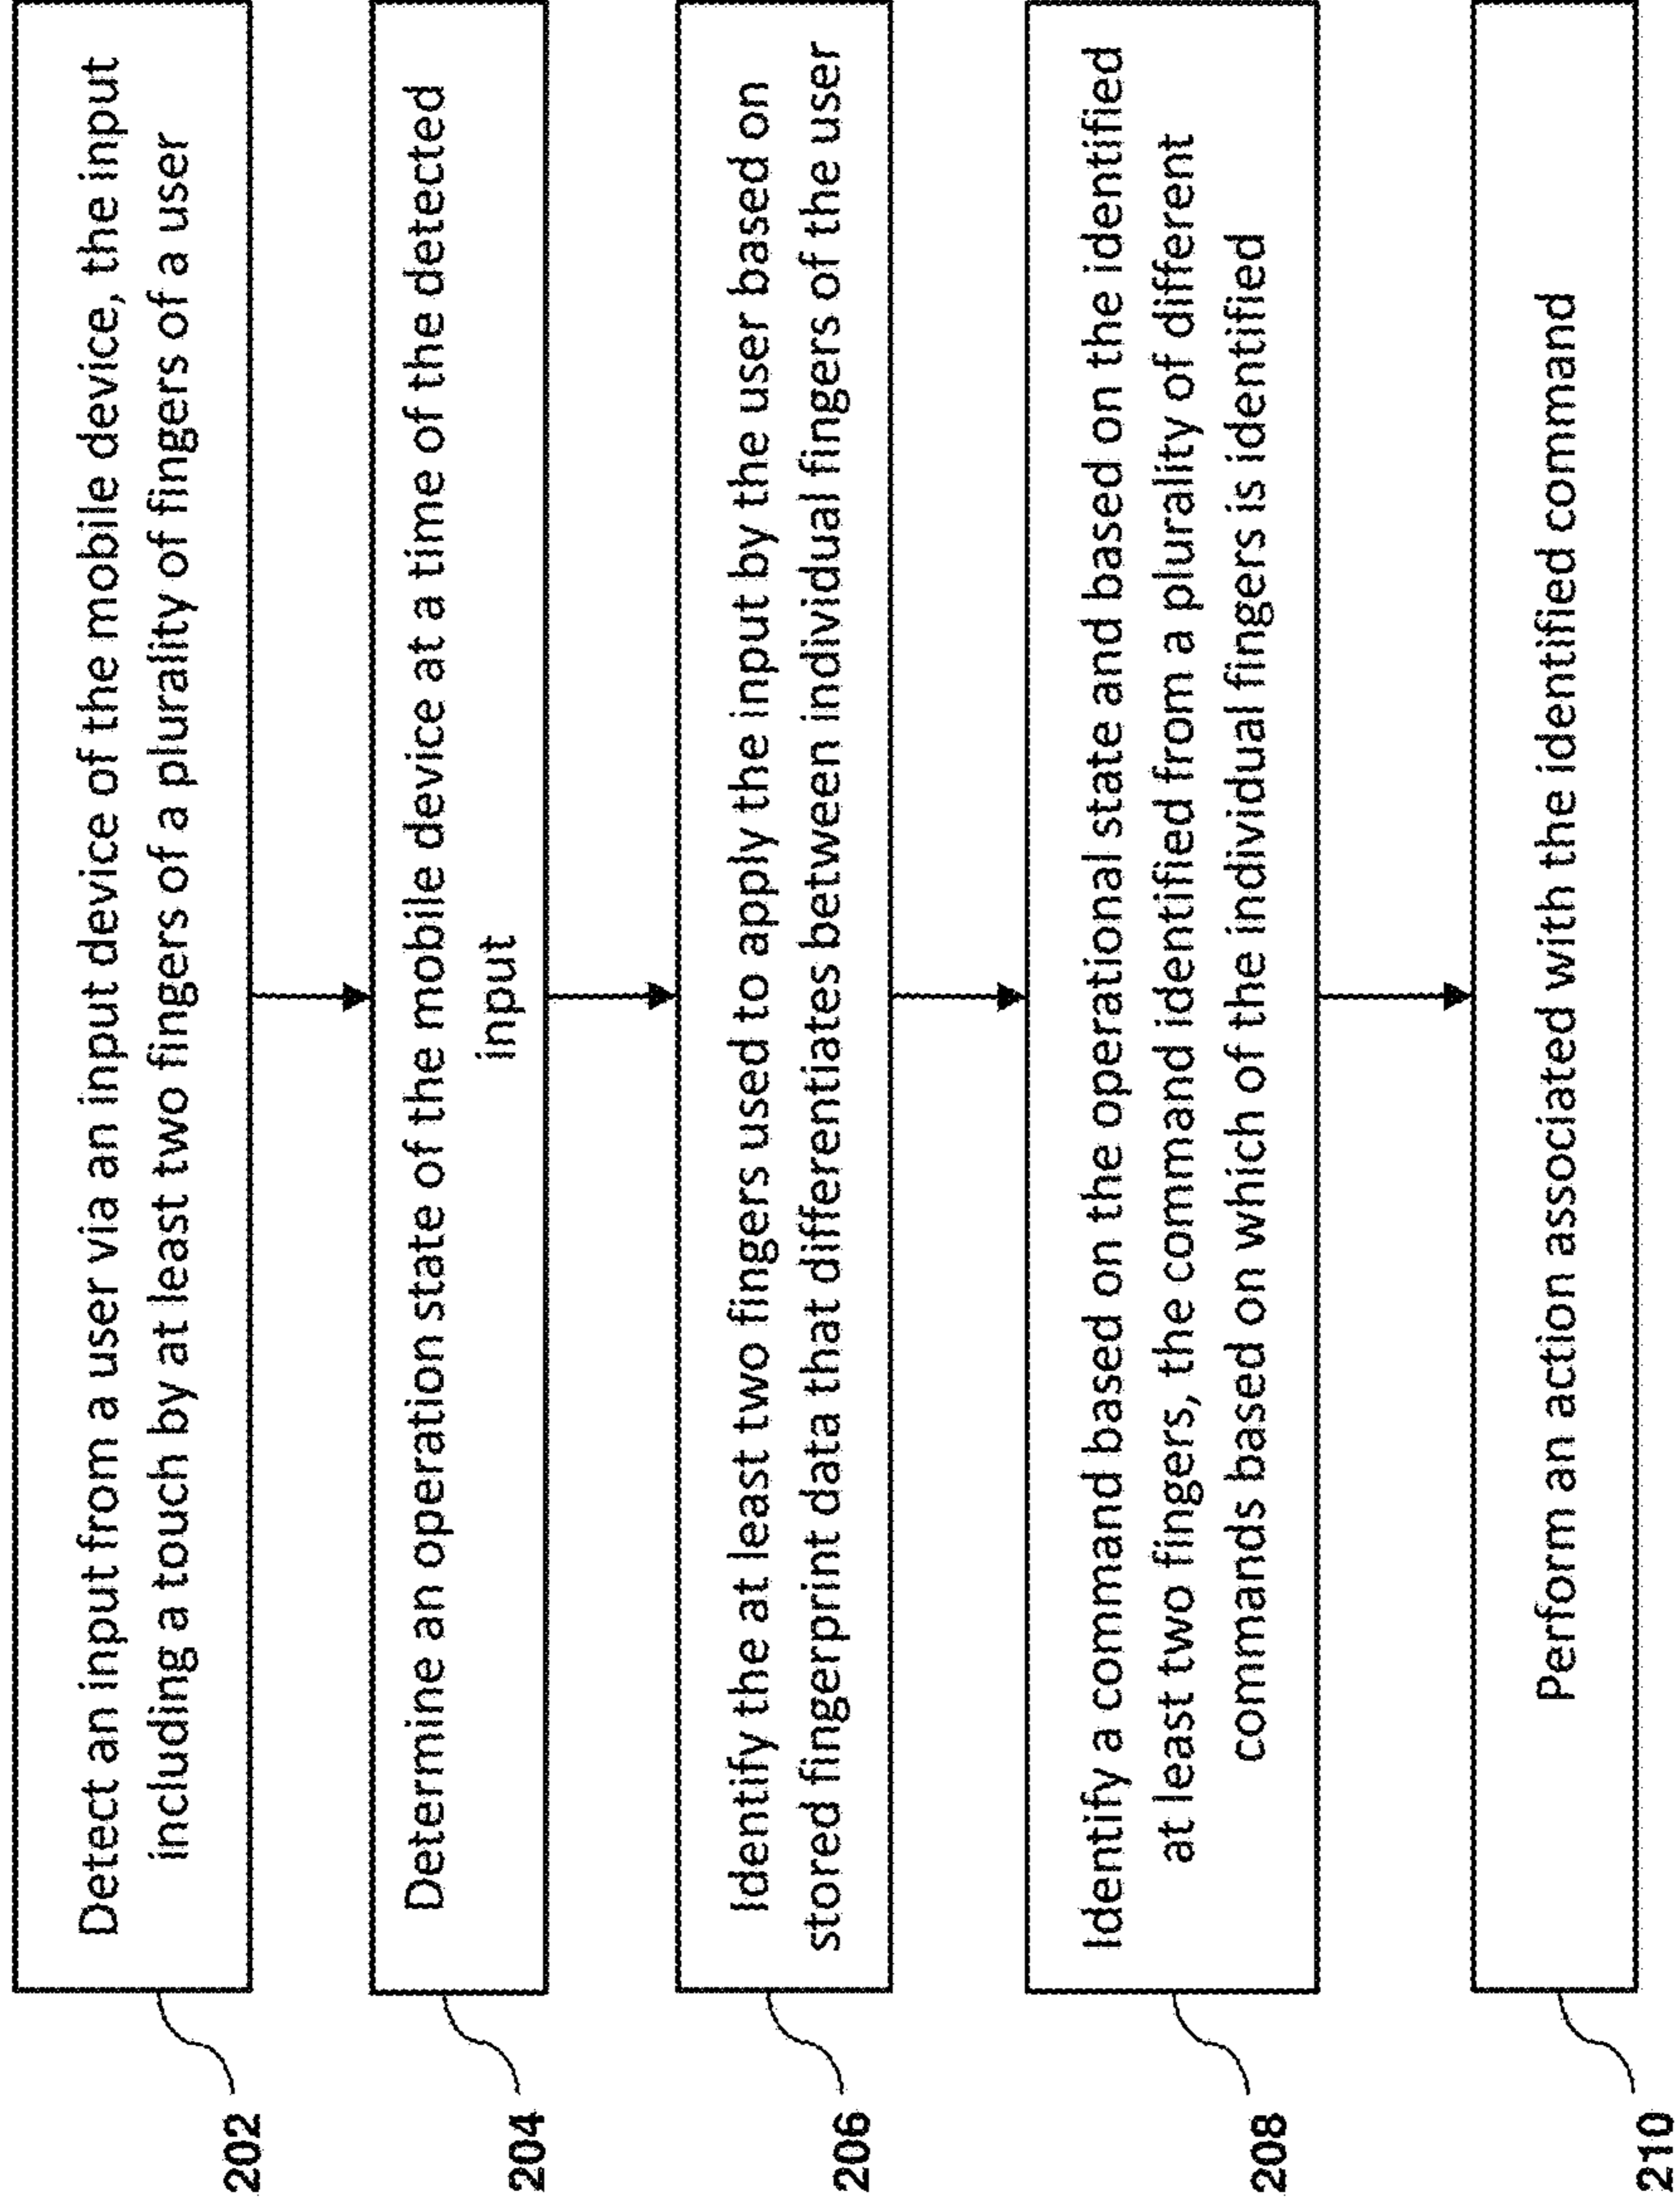 202
Detect an input from a user via an input device of the mobile device, the input
including a touch by at least two fingers of a plurality of fingers of a user
204
Determine an operation state of the mobile device at a time of the detected
input
206
Identify the at least two fingers used to apply the input by the user based on
stored fingerprint data that differentiates between individual fingers of the user
208
Identify a command based on the operational state and based on the identified
at least two fingers, the command identified from a plurality of different
commands based on which of the individual fingers is identified
210
Perform an action associated with the identified command